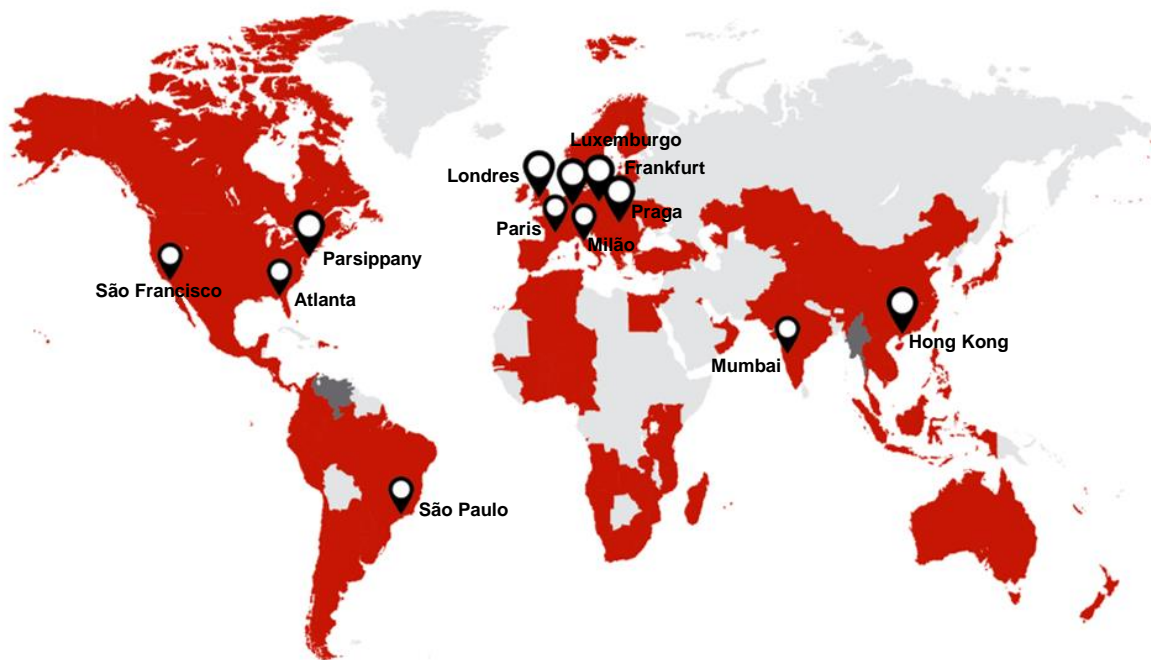 Luxemburgo
Londres
Frankfurt
Praga
Paris
Milão
Parsippany
São Francisco
Atlanta
Hong Kong
Mumbai
São Paulo